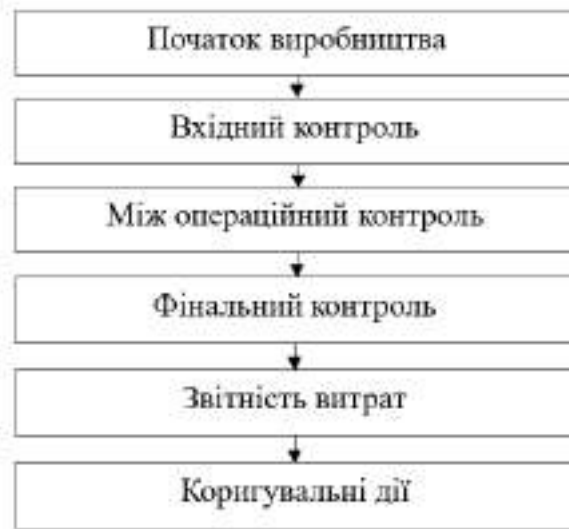 Початок виробництва
Вхідний контроль
Між операційний контроль
Фінальний контроль
Звітність витрат
Коригувальні дії